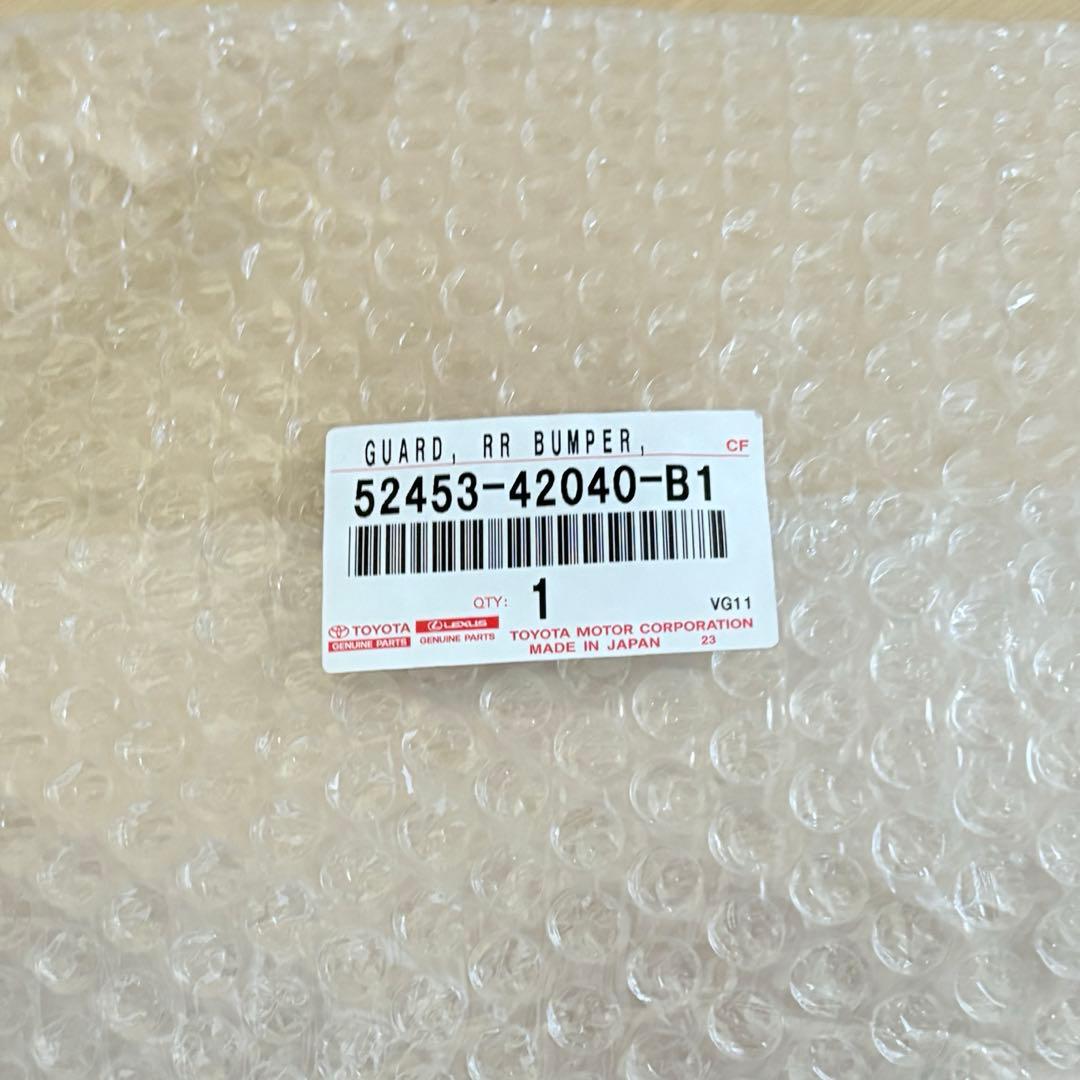 GUARD, RR BUMPER, CF
52453-42040-B1
QTY: 1 VG11
TOYOTA LEXUS TOYOTA MOTOR CORPORATION
GENUINE PARTS GENUINE PARTS MADE IN JAPAN 23